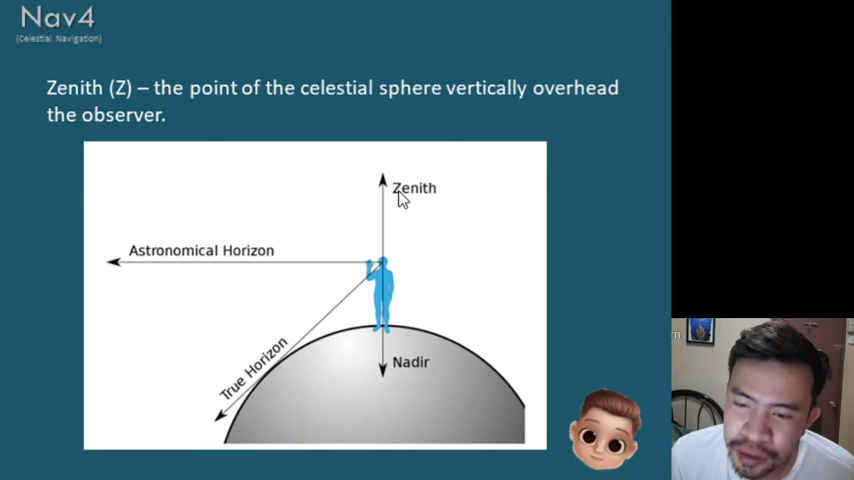 Nav4
(Celestial Navigation)
Zenith (Z) – the point of the celestial sphere vertically overhead
the observer.
Zenith
Astronomical Horizon
True Horizon
Nadir
m